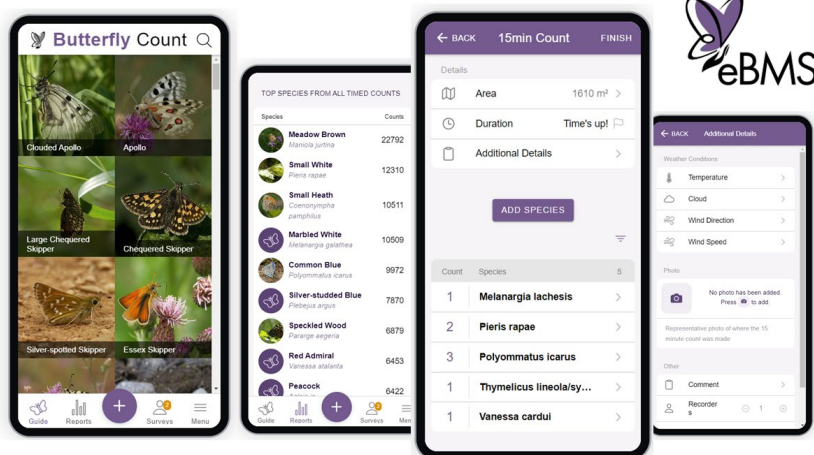 Butterfly Count
Clouded Apollo
Apollo
Large Chequered
Skipper
Chequered Skipper
Silver-spotted Skipper
Essex Skipper
Guide
Reports
+
2
Surveys
Menu
TOP SPECIES FROM ALL TIMED COUNTS
Species Counts
Meadow Brown
Maniola jurtina
22792
Small White
Pieris rapae
12310
Small Heath
Coenonympha
pamphilus
10511
Marbled White
Melanargia galathea
10509
Common Blue
Polyommatus icarus
9972
Silver-studded Blue
Plebejus argus
7870
Speckled Wood
Pararge aegeria
6879
Red Admiral
Vanessa atalanta
6453
Peacock
6422
Guide
Reports
+
2
Surveys
BACK 15min Count FINISH
Details
Area 1610 m²
Duration Time's up!
Additional Details
ADD SPECIES
Count Species 5
1 Melanargia lachesis
2 Pieris rapae
3 Polyommatus icarus
1 Thymelicus lineola/sy...
1 Vanessa cardui
eBMS
BACK Additional Details
Weather Conditions
Temperature
Cloud
Wind Direction
Wind Speed
Photo
No photo has been added.
Press to add.
Representative photo of where the 15
minute count was made
Other
Comment
Recorder
s
1